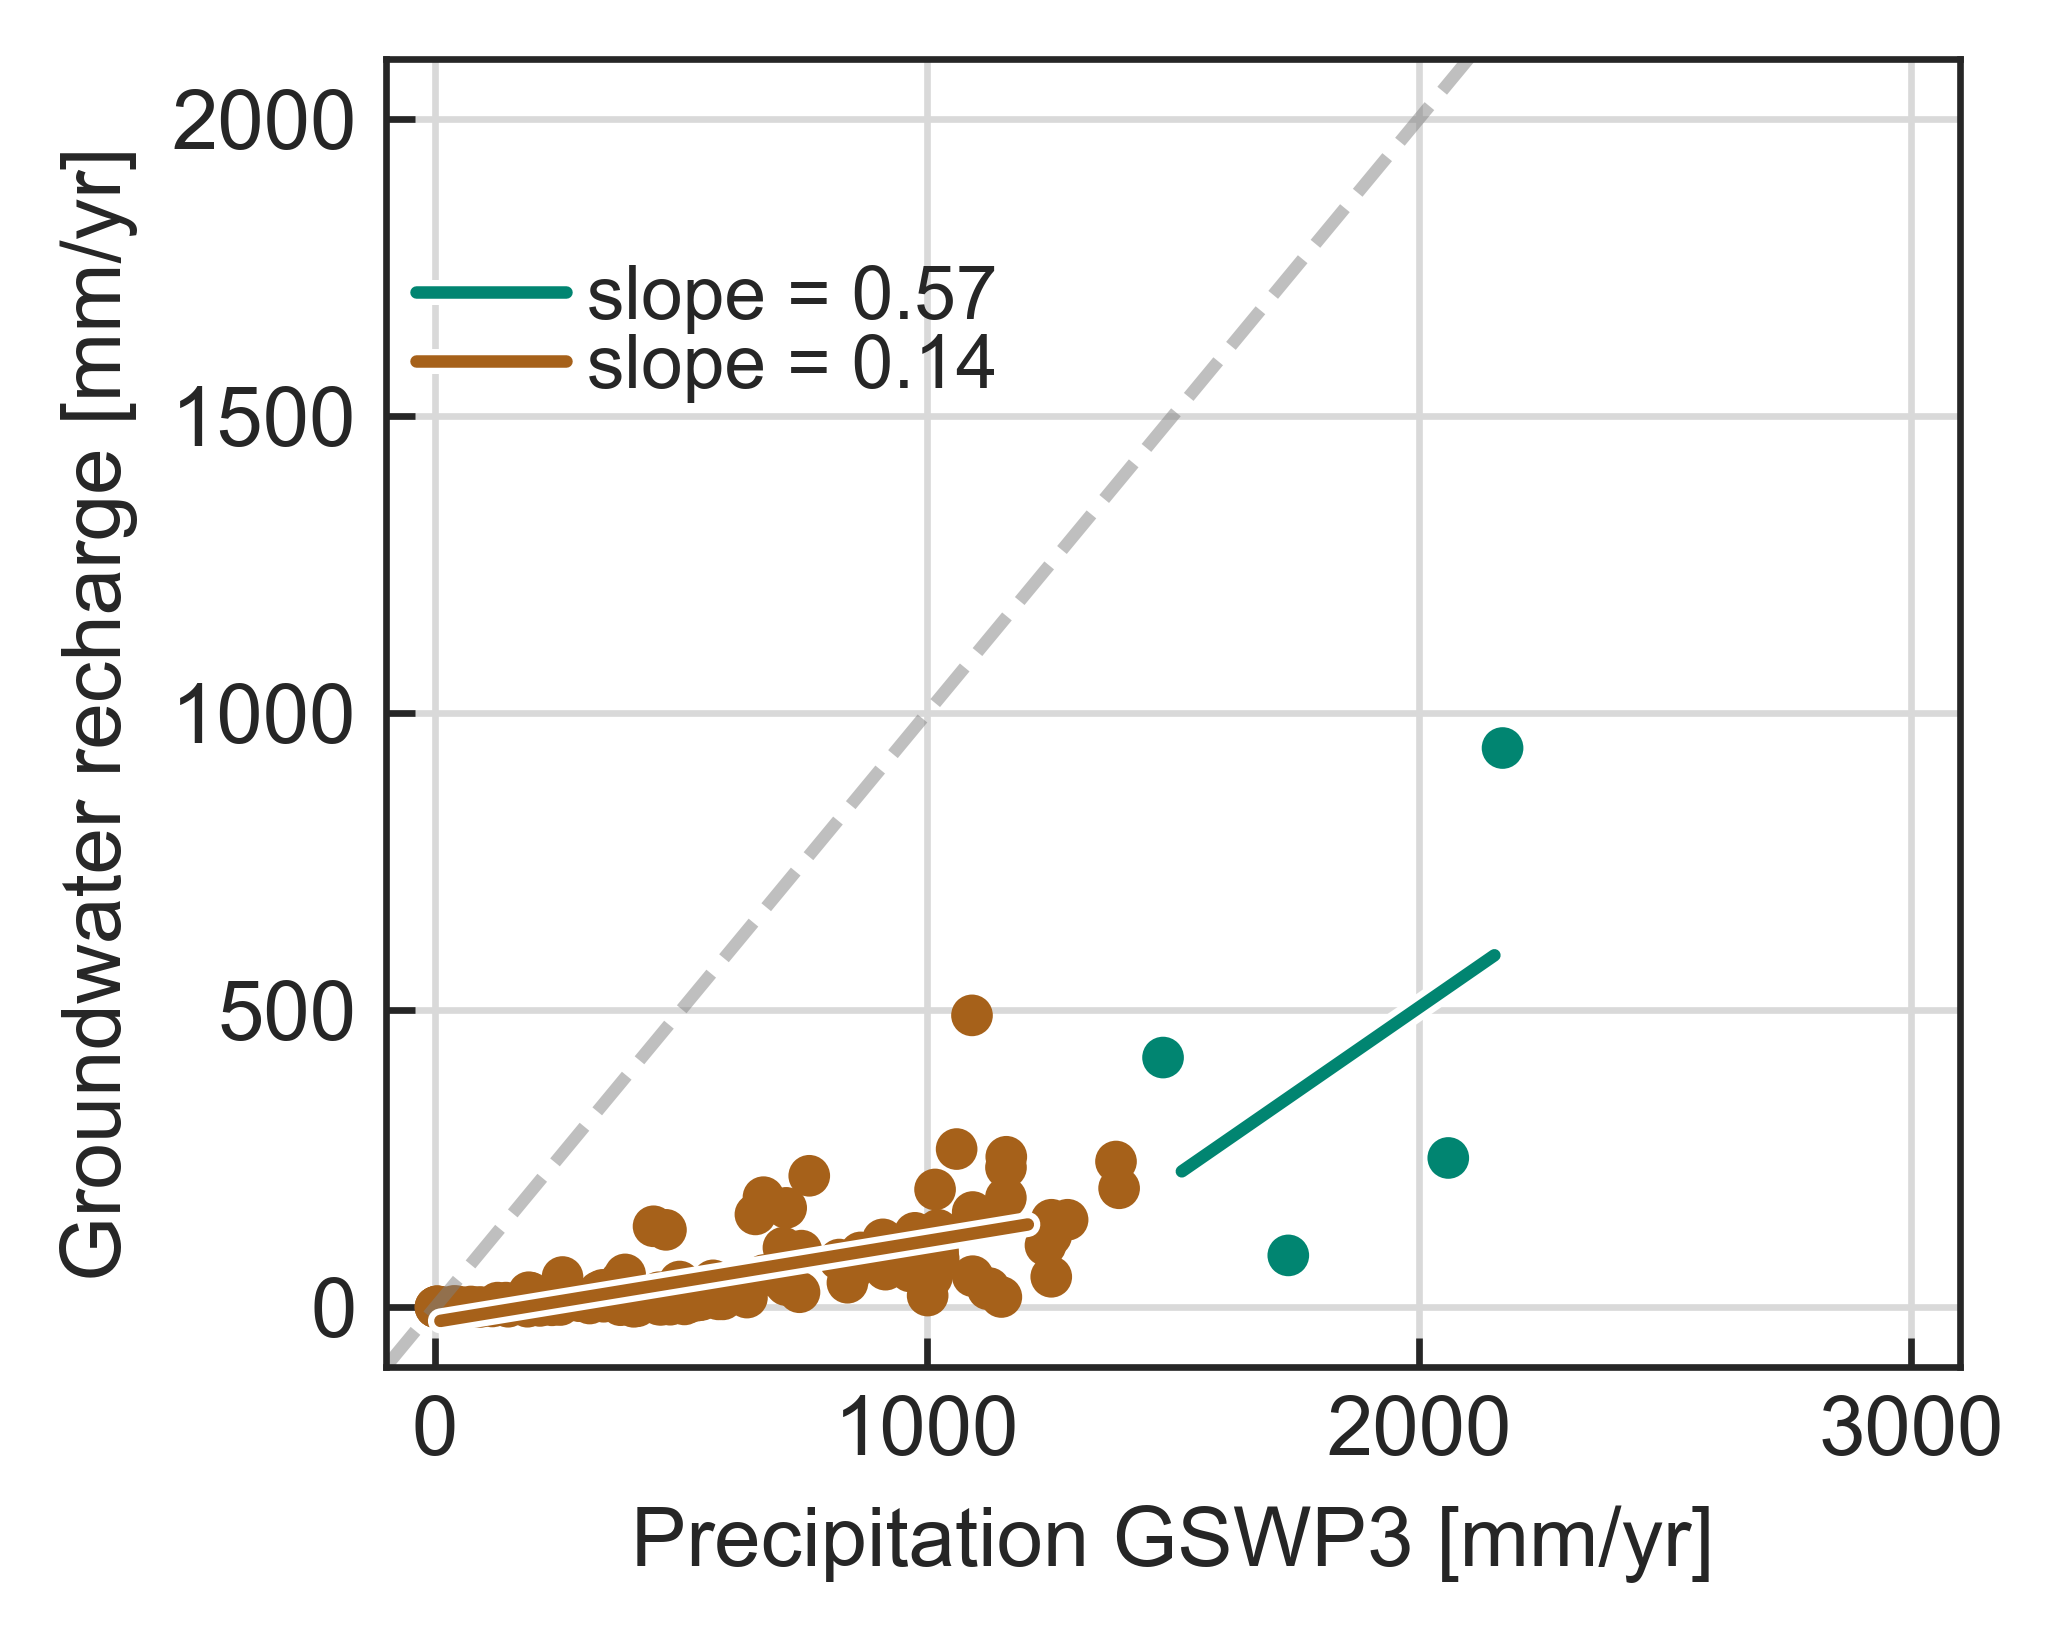 2000
1500
1000
500
0
Groundwater recharge [mm/yr]
slope = 0.57
slope = 0.14
0 1000 2000 3000
Precipitation GSWP3 [mm/yr]